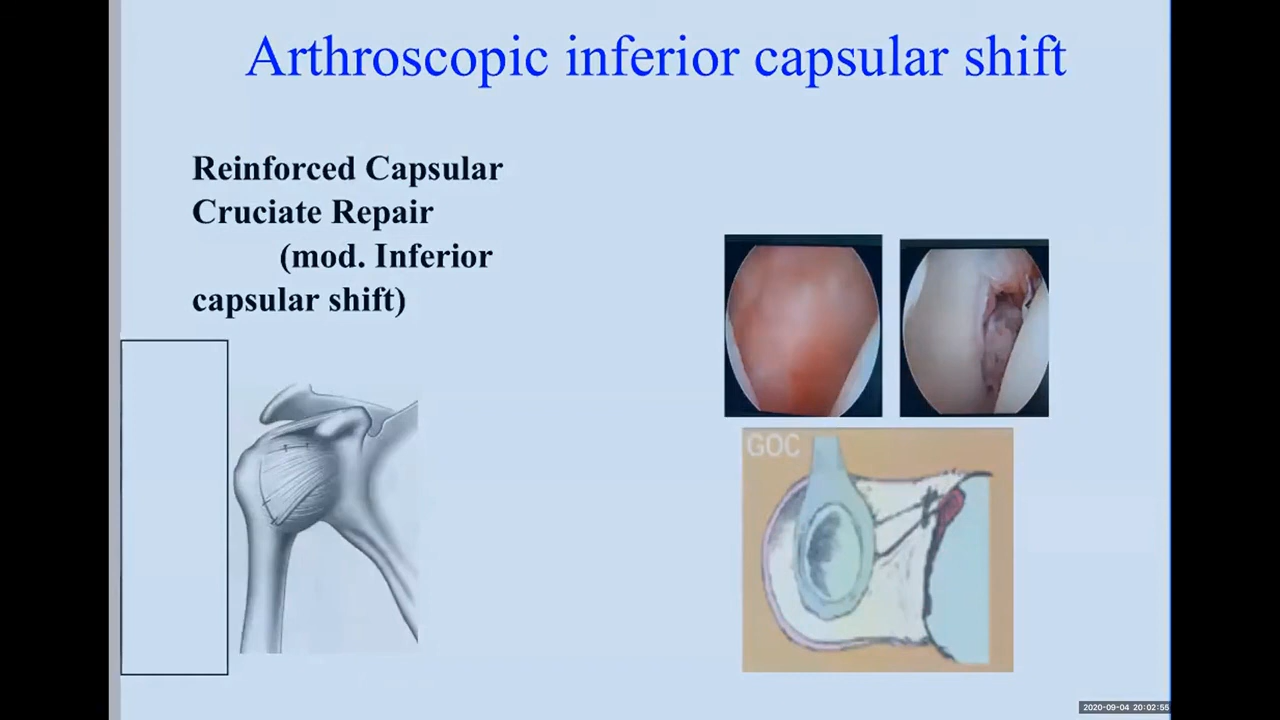 Arthroscopic inferior capsular shift
Reinforced Capsular
Cruciate Repair
(mod. Inferior
capsular shift)
GOC
2020-09-04 20:02:55